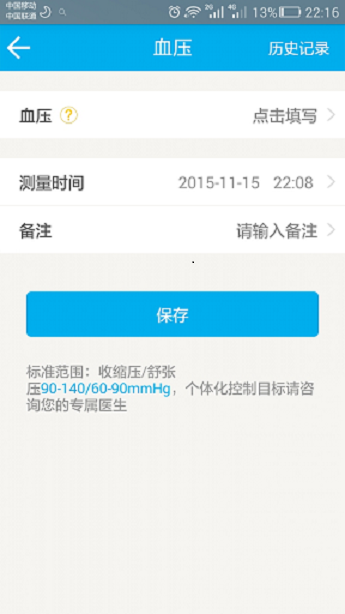 中国移动
中国联通
2G 4G 13% 22:16
血压 历史记录
血压 ? 点击填写
测量时间 2015-11-15 22:08
备注 请输入备注
保存
标准范围：收缩压/舒张
压90-140/60-90mmHg，个体化控制目标请咨
询您的专属医生